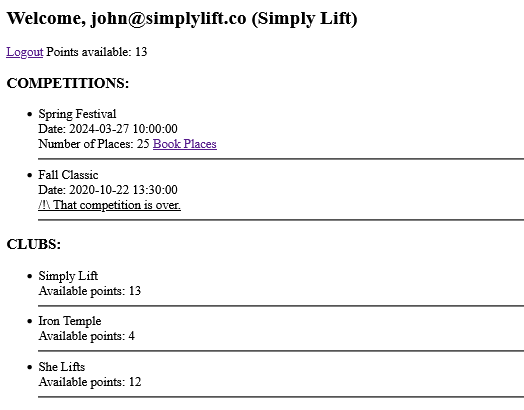 Welcome, john@simplylift.co (Simply Lift)
Logout Points available: 13
COMPETITIONS:
Spring Festival
Date: 2024-03-27 10:00:00
Number of Places: 25 Book Places
Fall Classic
Date: 2020-10-22 13:30:00
/!\ That competition is over.
CLUBS:
Simply Lift
Available points: 13
Iron Temple
Available points: 4
She Lifts
Available points: 12